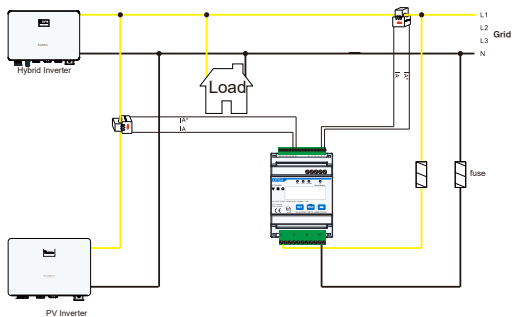 L1
L2
L3
Grid
N
Hybrid Inverter
Load
IA*
IA
IA
IA*
fuse
PV Inverter